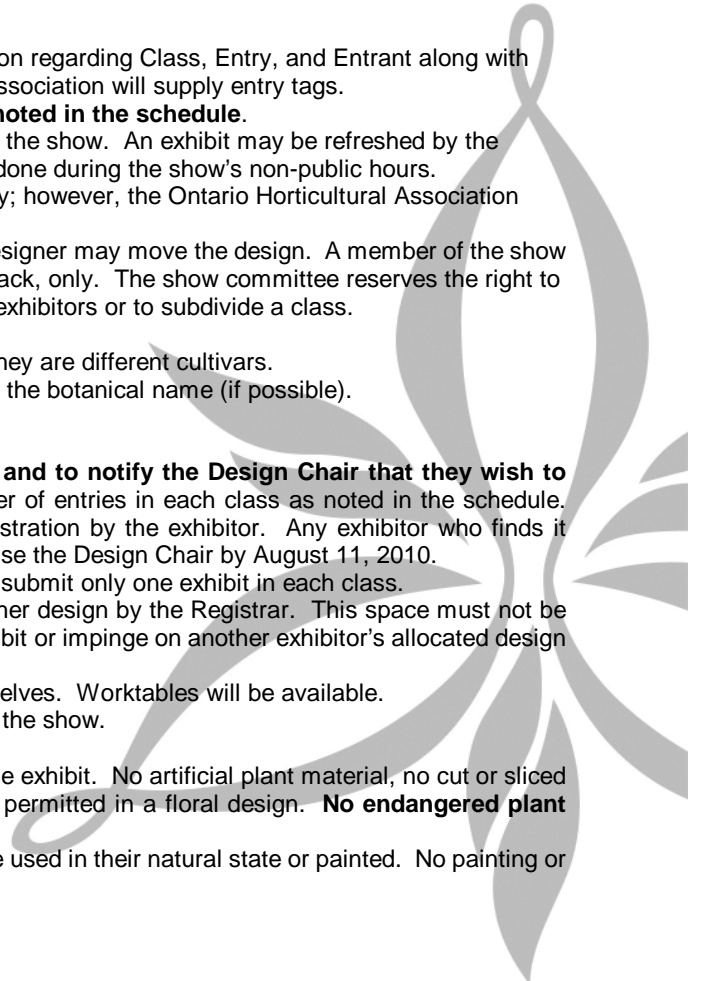 on regarding Class, Entry, and Entrant along with
ssociation will supply entry tags.
noted in the schedule.
the show. An exhibit may be refreshed by the
done during the show's non-public hours.
y; however, the Ontario Horticultural Association
esigner may move the design. A member of the show
ack, only. The show committee reserves the right to
exhibitors or to subdivide a class.
hey are different cultivars.
the botanical name (if possible).
and to notify the Design Chair that they wish to
er of entries in each class as noted in the schedule.
stration by the exhibitor. Any exhibitor who finds it
se the Design Chair by August 11, 2010.
submit only one exhibit in each class.
ner design by the Registrar. This space must not be
bit or impinge on another exhibitor's allocated design
elves. Worktables will be available.
the show.
e exhibit. No artificial plant material, no cut or sliced
permitted in a floral design. No endangered plant
e used in their natural state or painted. No painting or